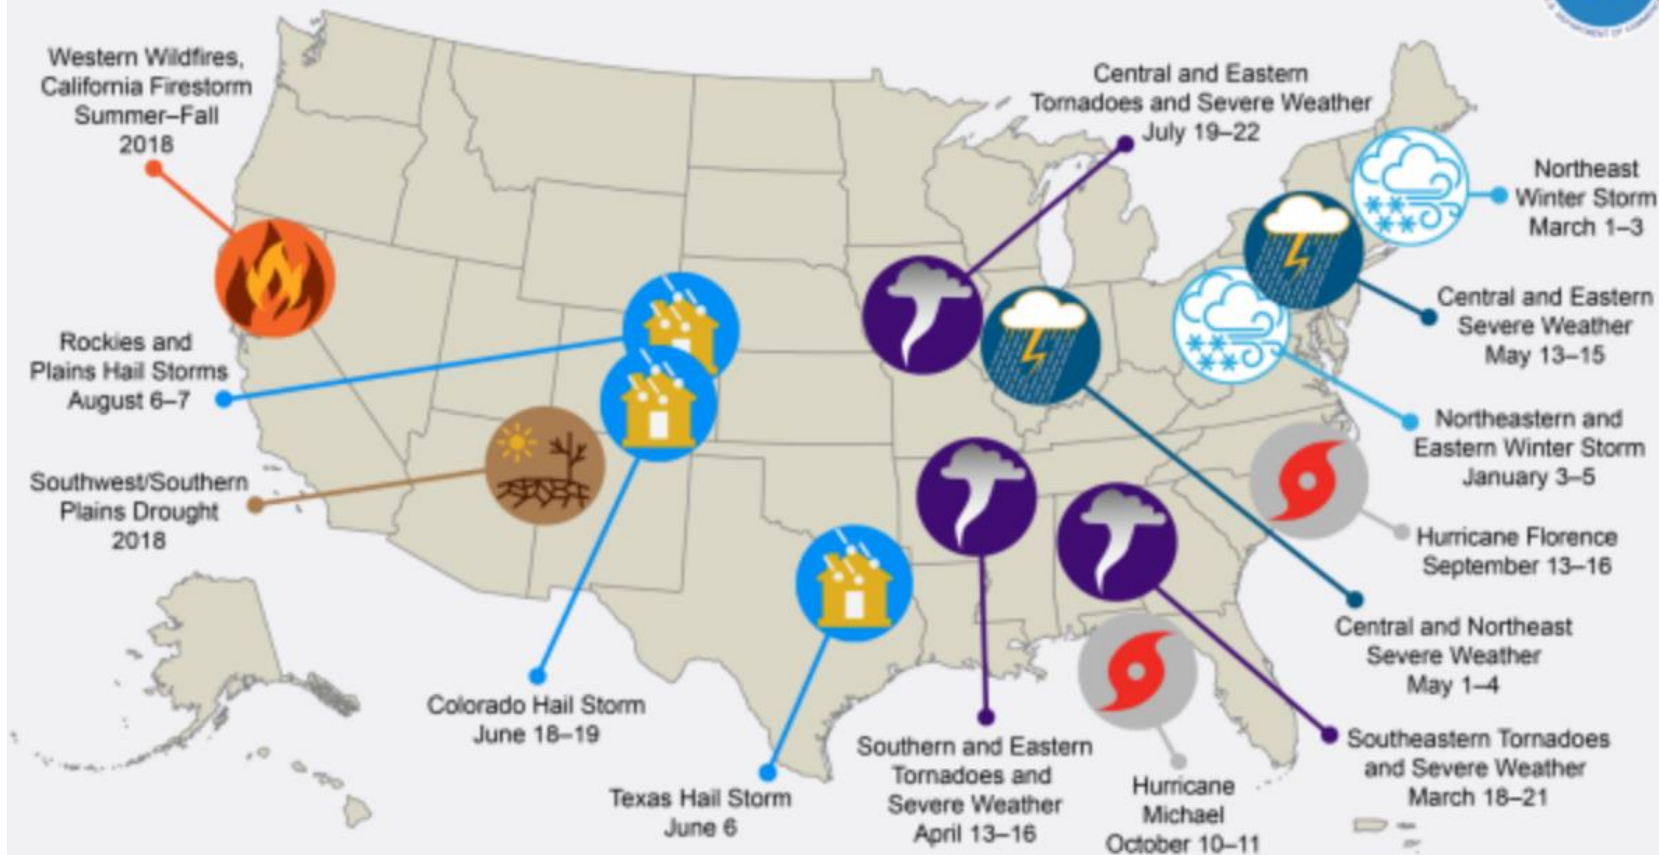 Western Wildfires,
California Firestorm
Summer–Fall
2018
Central and Eastern
Tornadoes and Severe Weather
July 19–22
Northeast
Winter Storm
March 1–3
Central and Eastern
Severe Weather
May 13–15
Rockies and
Plains Hail Storms
August 6–7
Northeastern and
Eastern Winter Storm
January 3–5
Southwest/Southern
Plains Drought
2018
Hurricane Florence
September 13–16
Central and Northeast
Severe Weather
May 1–4
Colorado Hail Storm
June 18–19
Southeastern Tornadoes
and Severe Weather
March 18–21
Southern and Eastern
Tornadoes and
Severe Weather
April 13–16
Texas Hail Storm
June 6
Hurricane
Michael
October 10–11